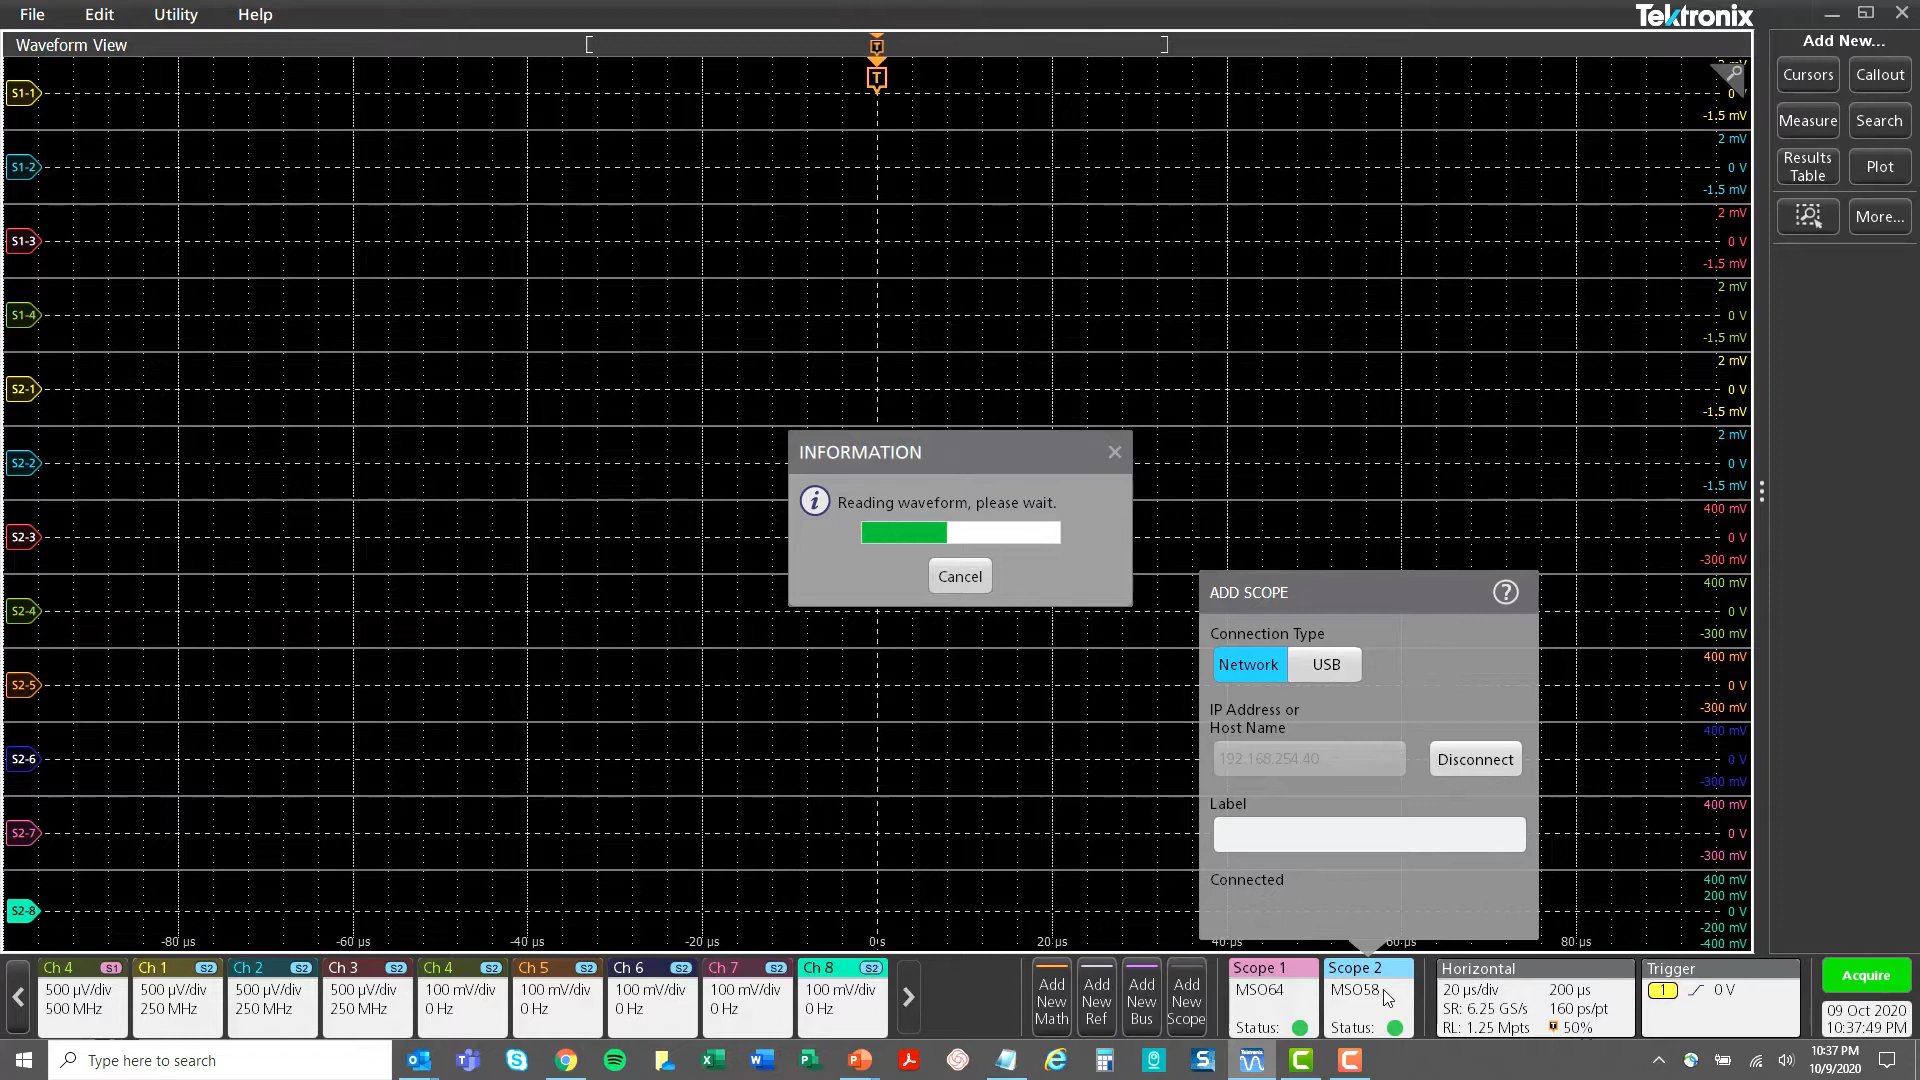 File Edit Utility Help
Tektronix
Waveform View
T
T
Add New...
Cursors Callout
Measure Search
Results Table Plot
More...
S1-1 0 V
-1.5 mV
2 mV
S1-2 0 V
-1.5 mV
2 mV
S1-3 0 V
-1.5 mV
2 mV
S1-4 0 V
-1.5 mV
2 mV
S2-1 0 V
-1.5 mV
2 mV
S2-2 0 V
-1.5 mV
400 mV
S2-3 0 V
-300 mV
400 mV
S2-4 0 V
-300 mV
400 mV
S2-5 0 V
-300 mV
400 mV
S2-6 0 V
-300 mV
400 mV
S2-7 0 V
-300 mV
400 mV
200 mV
S2-8 0 V
-200 mV
-400 mV
-80 µs -60 µs -40 µs -20 µs 0 s 20 µs 40 µs 60 µs 80 µs
INFORMATION
i Reading waveform, please wait.
Cancel
ADD SCOPE ?
Connection Type
Network USB
IP Address or
Host Name
192.168.254.40 Disconnect
Label
Connected
Ch 4 S1
500 µV/div
500 MHz
Ch 1 S2
500 µV/div
250 MHz
Ch 2 S2
500 µV/div
250 MHz
Ch 3 S2
500 µV/div
250 MHz
Ch 4 S2
100 mV/div
0 Hz
Ch 5 S2
100 mV/div
0 Hz
Ch 6 S2
100 mV/div
0 Hz
Ch 7 S2
100 mV/div
0 Hz
Ch 8 S2
100 mV/div
0 Hz
Add
New
Math
Add
New
Ref
Add
New
Bus
Add
New
Scope
Scope 1
MSO64
Status:
Scope 2
MSO58
Status:
Horizontal
20 µs/div 200 µs
SR: 6.25 GS/s 160 ps/pt
RL: 1.25 Mpts 50%
Trigger
1 0 V
Acquire
09 Oct 2020
10:37:49 PM
Type here to search
10:37 PM
10/9/2020